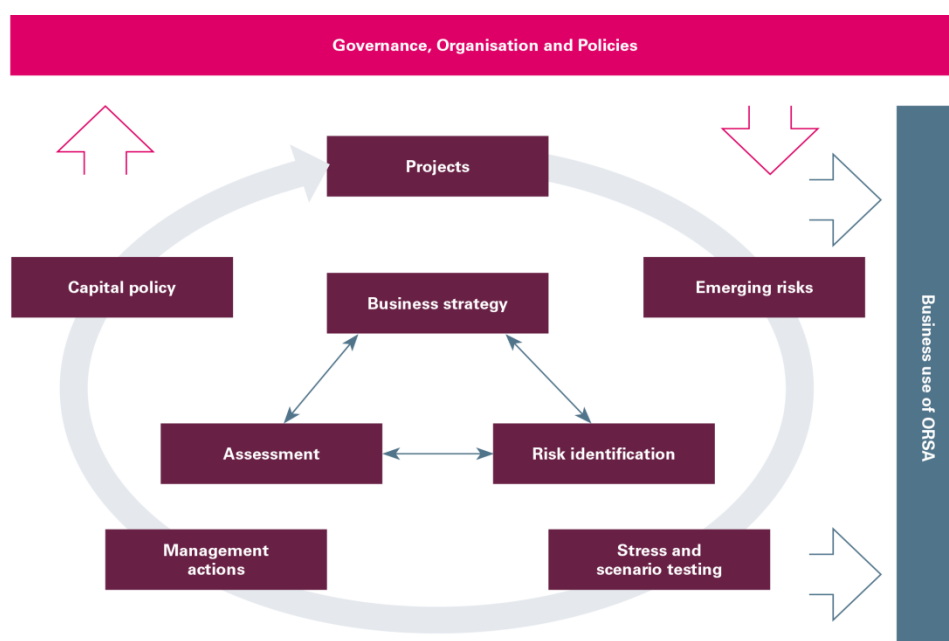 Governance, Organisation and Policies
Projects
Capital policy
Business strategy
Emerging risks
Assessment
Risk identification
Management
actions
Stress and
scenario testing
Business use of ORSA